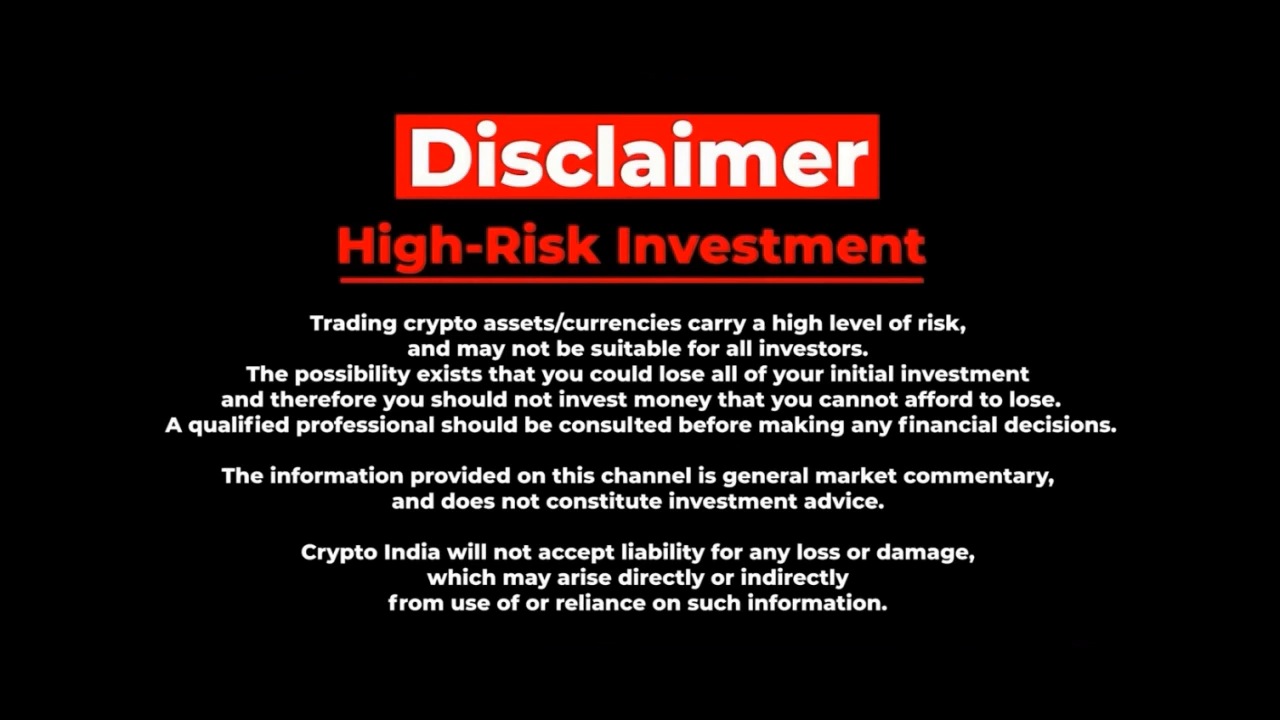 Disclaimer
High-Risk Investment
Trading crypto assets/currencies carry a high level of risk,
and may not be suitable for all investors.
The possibility exists that you could lose all of your initial investment
and therefore you should not invest money that you cannot afford to lose.
A qualified professional should be consulted before making any financial decisions.
The information provided on this channel is general market commentary,
and does not constitute investment advice.
Crypto India will not accept liability for any loss or damage,
which may arise directly or indirectly
from use of or reliance on such information.